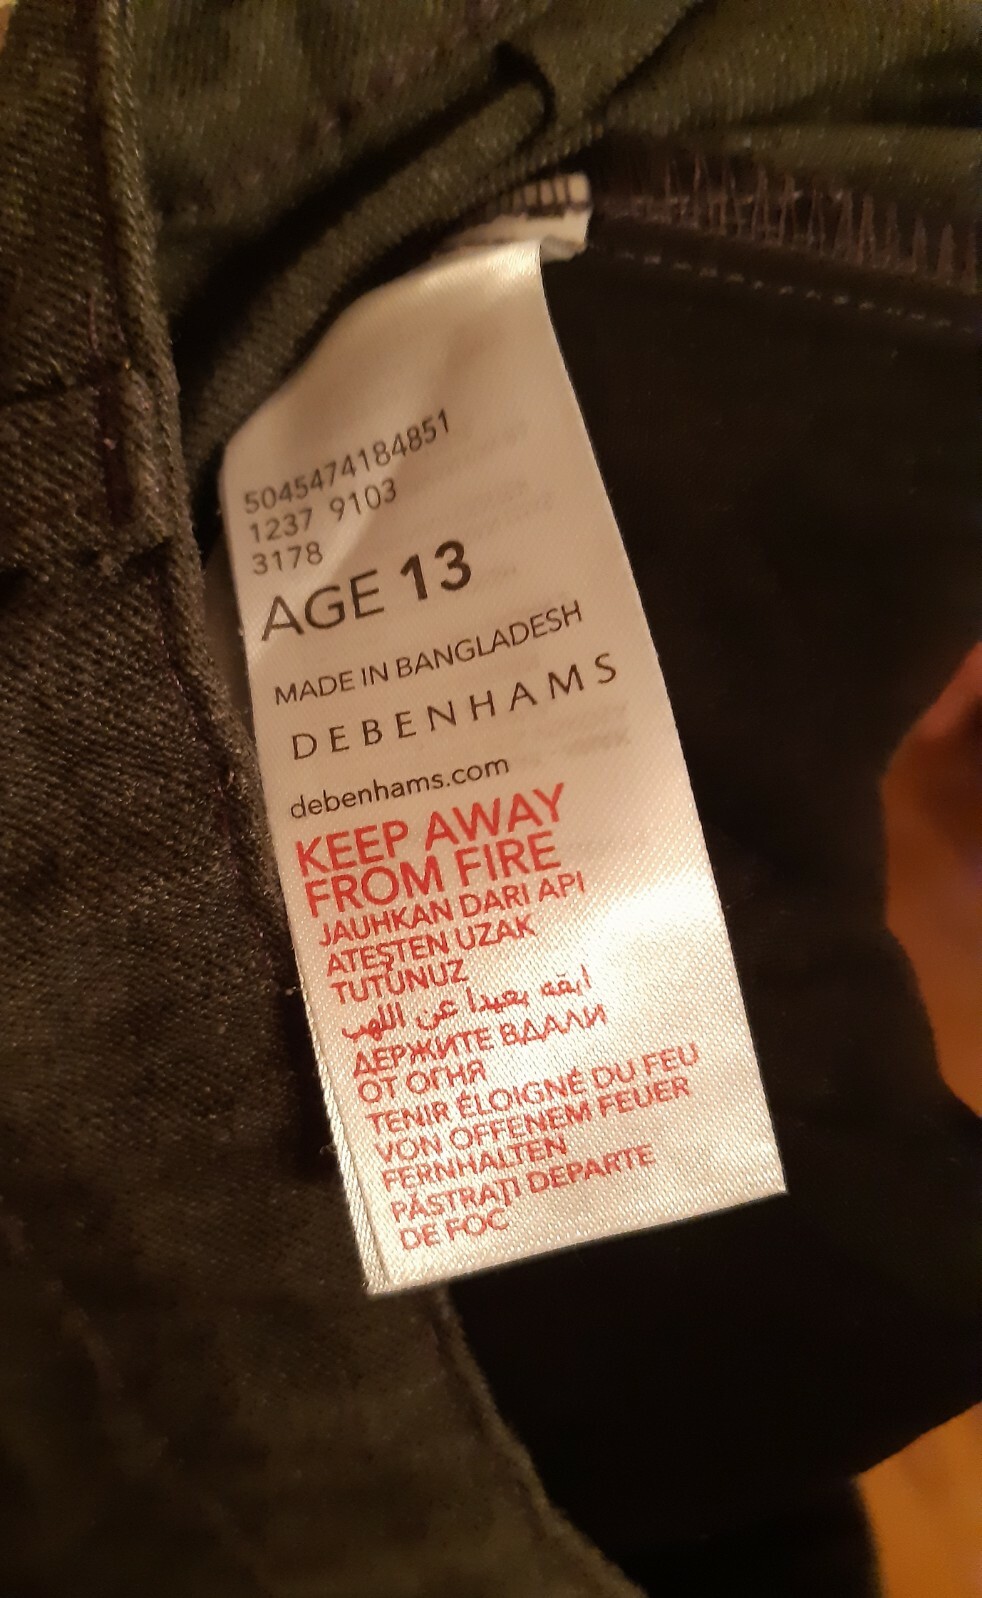 5045474184851
1237 9103
3178
AGE 13
MADE IN BANGLADESH
DEBENHAMS
debenhams.com
KEEP AWAY
FROM FIRE
JAUHKAN DARI API
ATEŞTEN UZAK
TUTUNUZ
ابقه بعيدا عن اللهب
ДЕРЖИТЕ ВДАЛИ
ОТ ОГНЯ
TENIR ÉLOIGNÉ DU FEU
VON OFFENEM FEUER
FERNHALTEN
PĂSTRAȚI DEPARTE
DE FOC